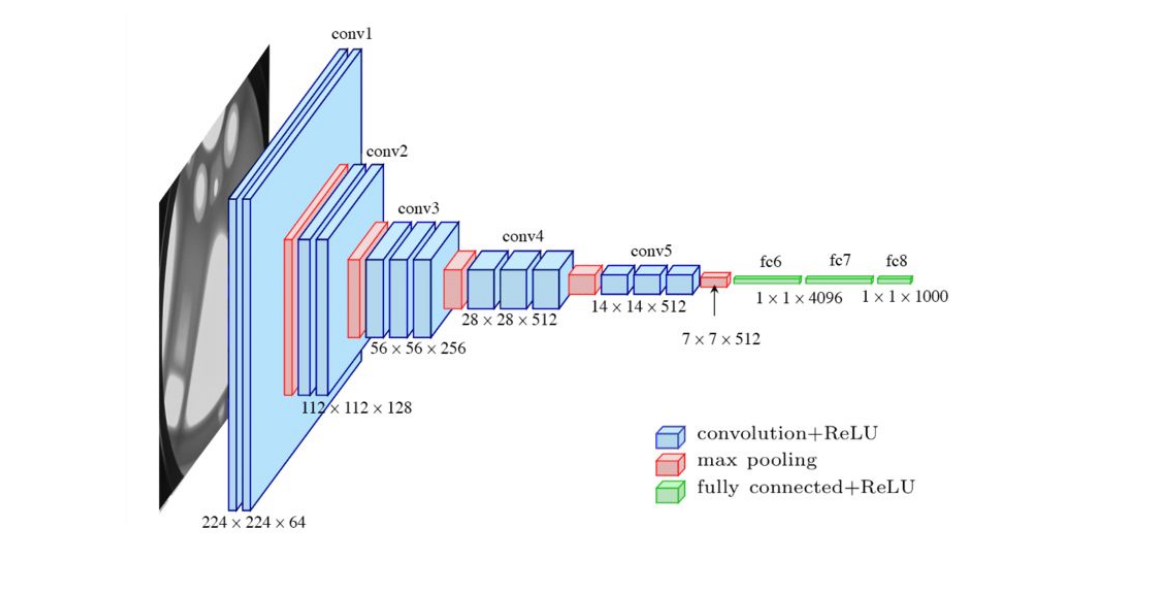 conv1
conv2
conv3
conv4
conv5
fc6
fc7
fc8
224 × 224 × 64
112 × 112 × 128
56 × 56 × 256
28 × 28 × 512
14 × 14 × 512
7 × 7 × 512
1 × 1 × 4096
1 × 1 × 1000
convolution+ReLU
max pooling
fully connected+ReLU